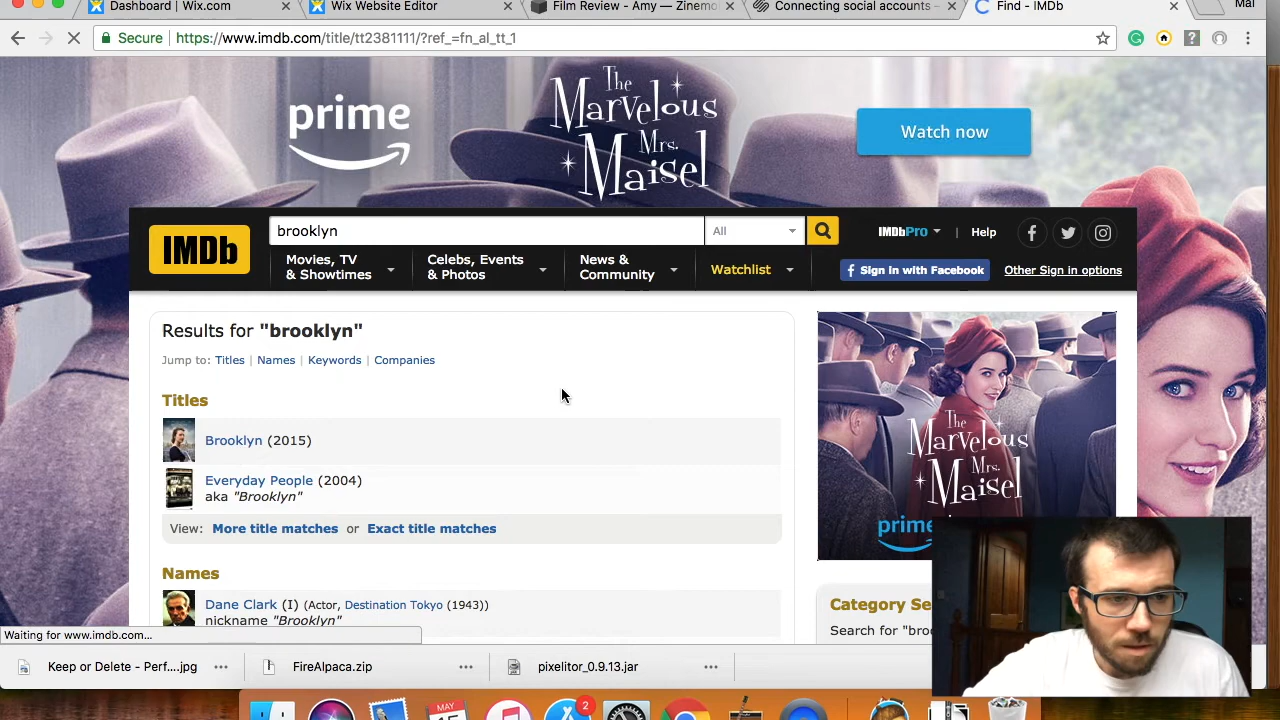 Dashboard | Wix.com
Wix Website Editor
Film Review - Amy — Zinemo
Connecting social accounts –
Find - IMDb
Mal
Secure
https://www.imdb.com/title/tt2381111/?ref_=fn_al_tt_1
prime
The Marvelous Mrs. Maisel
Watch now
IMDb
brooklyn
All
IMDbPro
|
Help
Movies, TV & Showtimes
Celebs, Events & Photos
News & Community
Watchlist
f Sign in with Facebook
Other Sign in options
Results for "brooklyn"
Jump to: Titles | Names | Keywords | Companies
Titles
Brooklyn (2015)
Everyday People (2004)
aka "Brooklyn"
View: More title matches or Exact title matches
Names
Dane Clark (I) (Actor, Destination Tokyo (1943))
nickname "Brooklyn"
The Marvelous Mrs. Maisel
prime
Category Se
Search for "broo
Waiting for www.imdb.com...
Keep or Delete - Perf....jpg
FireAlpaca.zip
pixelitor_0.9.13.jar
MAY
2